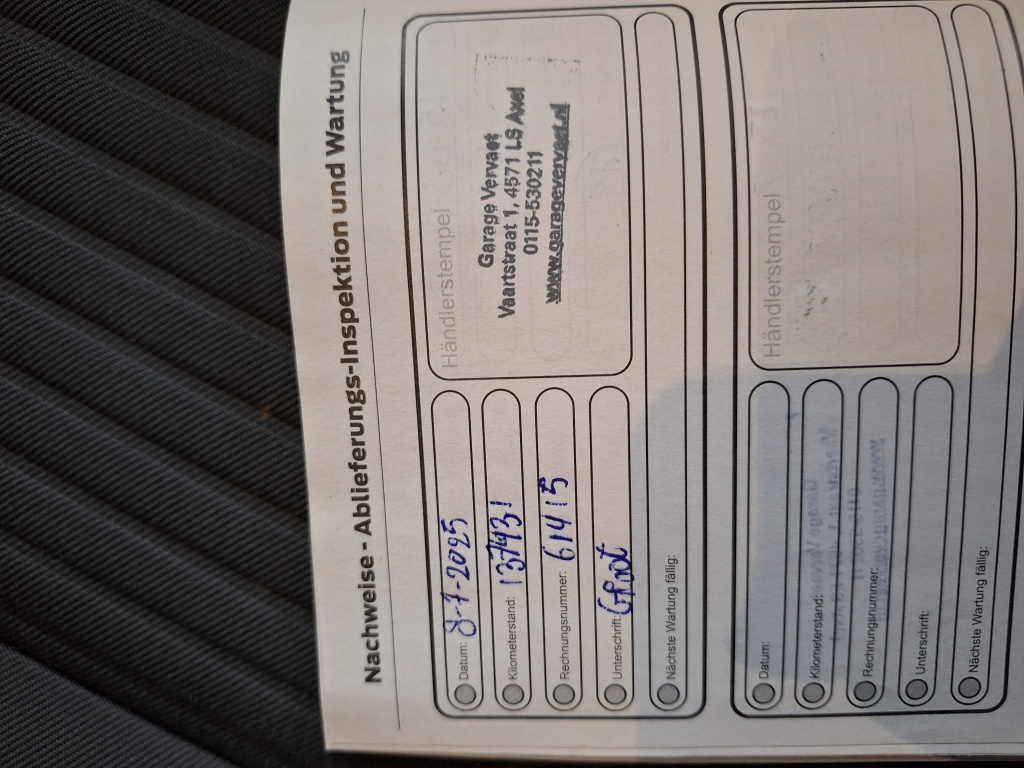 Nachweise - Ablieferungs-Inspektion und Wartung
Datum: 8-7-2025
Kilometerstand: 137431
Rechnungsnummer: 61415
Unterschrift:
Nächste Wartung fällig:
Händlerstempel
Garage Vervaet
Vaartstraat 1, 4571 LS Axel
0115-530211
www.garagevervaet.nl
Datum:
Kilometerstand:
Rechnungsnummer:
Unterschrift:
Nächste Wartung fällig:
Händlerstempel